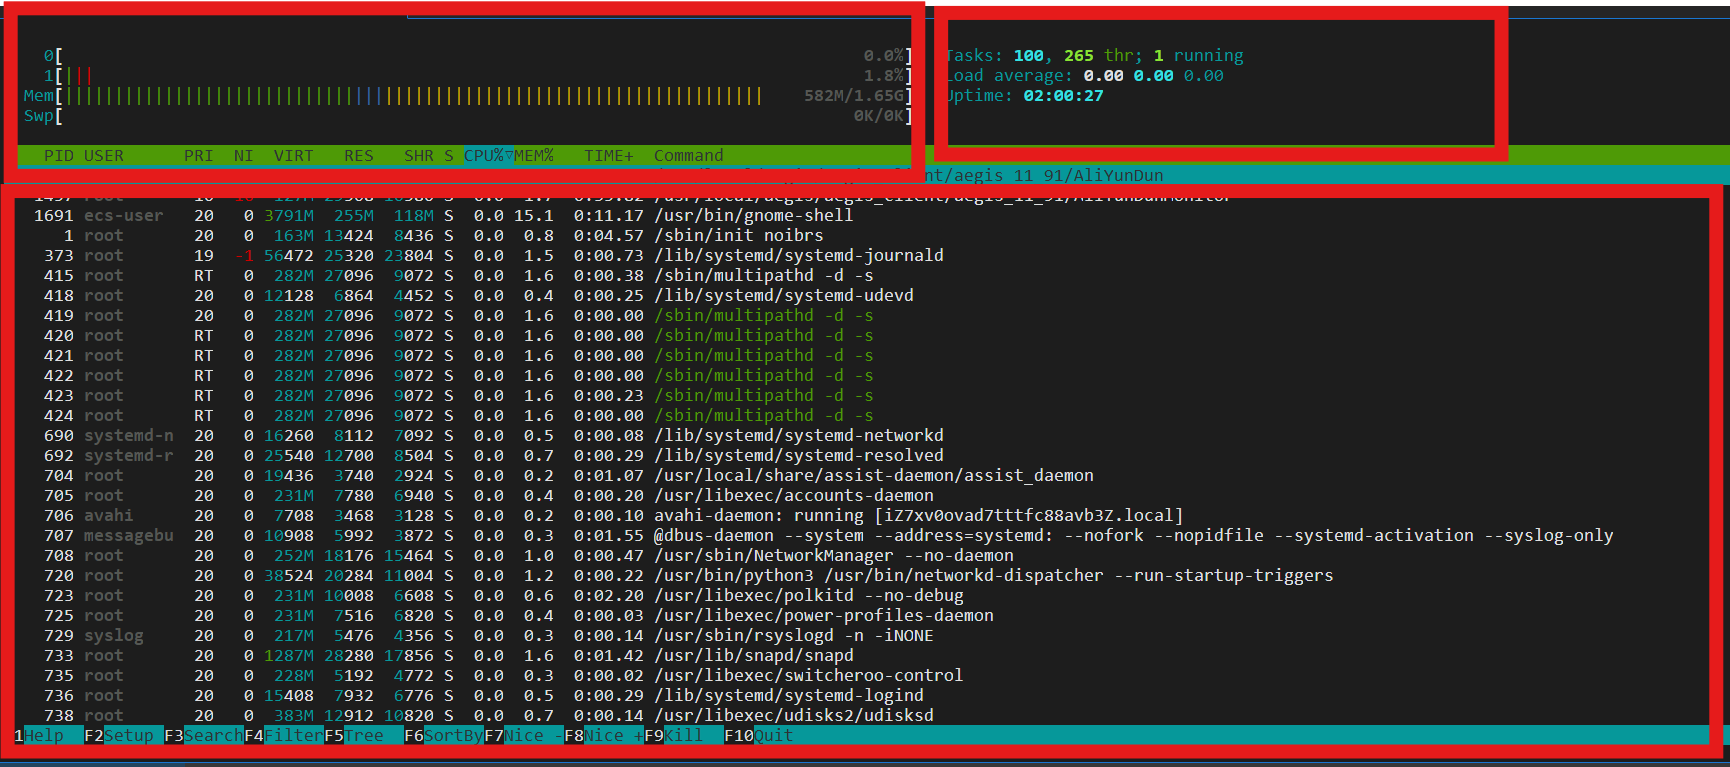 0[ 0.0%] Tasks: 100, 265 thr; 1 running
1[||| 1.8%] Load average: 0.00 0.00 0.00
Mem[ 582M/1.65G] Uptime: 02:00:27
Swp[ 0K/0K]
PID USER PRI NI VIRT RES SHR S CPU%▽MEM% TIME+ Command
nt/aegis_11_91/AliYunDun
/usr/local/aegis/aegis_client/aegis_11_91/AliYunDunMonitor
1691 ecs-user 20 0 3791M 255M 118M S 0.0 15.1 0:11.17 /usr/bin/gnome-shell
1 root 20 0 163M 13424 8436 S 0.0 0.8 0:04.57 /sbin/init noibrs
373 root 19 -1 56472 25320 23804 S 0.0 1.5 0:00.73 /lib/systemd/systemd-journald
415 root RT 0 282M 27096 9072 S 0.0 1.6 0:00.38 /sbin/multipathd -d -s
418 root 20 0 12128 6864 4452 S 0.0 0.4 0:00.25 /lib/systemd/systemd-udevd
419 root 20 0 282M 27096 9072 S 0.0 1.6 0:00.00 /sbin/multipathd -d -s
420 root RT 0 282M 27096 9072 S 0.0 1.6 0:00.00 /sbin/multipathd -d -s
421 root RT 0 282M 27096 9072 S 0.0 1.6 0:00.00 /sbin/multipathd -d -s
422 root RT 0 282M 27096 9072 S 0.0 1.6 0:00.00 /sbin/multipathd -d -s
423 root RT 0 282M 27096 9072 S 0.0 1.6 0:00.23 /sbin/multipathd -d -s
424 root RT 0 282M 27096 9072 S 0.0 1.6 0:00.00 /sbin/multipathd -d -s
690 systemd-n 20 0 16260 8112 7092 S 0.0 0.5 0:00.08 /lib/systemd/systemd-networkd
692 systemd-r 20 0 25540 12700 8504 S 0.0 0.7 0:00.29 /lib/systemd/systemd-resolved
704 root 20 0 19436 3740 2924 S 0.0 0.2 0:01.07 /usr/local/share/assist-daemon/assist_daemon
705 root 20 0 231M 7780 6940 S 0.0 0.4 0:00.20 /usr/libexec/accounts-daemon
706 avahi 20 0 7708 3468 3128 S 0.0 0.2 0:00.10 avahi-daemon: running [iZ7xv0ovad7tttfc88avb3Z.local]
707 messagebu 20 0 10908 5992 3872 S 0.0 0.3 0:01.55 @dbus-daemon --system --address=systemd: --nofork --nopidfile --systemd-activation --syslog-only
708 root 20 0 252M 18176 15464 S 0.0 1.0 0:00.47 /usr/sbin/NetworkManager --no-daemon
720 root 20 0 38524 20284 11004 S 0.0 1.2 0:00.22 /usr/bin/python3 /usr/bin/networkd-dispatcher --run-startup-triggers
723 root 20 0 231M 10008 6608 S 0.0 0.6 0:02.20 /usr/libexec/polkitd --no-debug
725 root 20 0 231M 7516 6820 S 0.0 0.4 0:00.03 /usr/libexec/power-profiles-daemon
729 syslog 20 0 217M 5476 4356 S 0.0 0.3 0:00.14 /usr/sbin/rsyslogd -n -iNONE
733 root 20 0 1287M 28280 17856 S 0.0 1.6 0:01.42 /usr/lib/snapd/snapd
735 root 20 0 228M 5192 4772 S 0.0 0.3 0:00.02 /usr/libexec/switcheroo-control
736 root 20 0 15408 7932 6776 S 0.0 0.5 0:00.29 /lib/systemd/systemd-logind
738 root 20 0 383M 12912 10820 S 0.0 0.7 0:00.14 /usr/libexec/udisks2/udisksd
1Help F2Setup F3SearchF4FilterF5Tree F6SortByF7Nice -F8Nice +F9Kill F10Quit